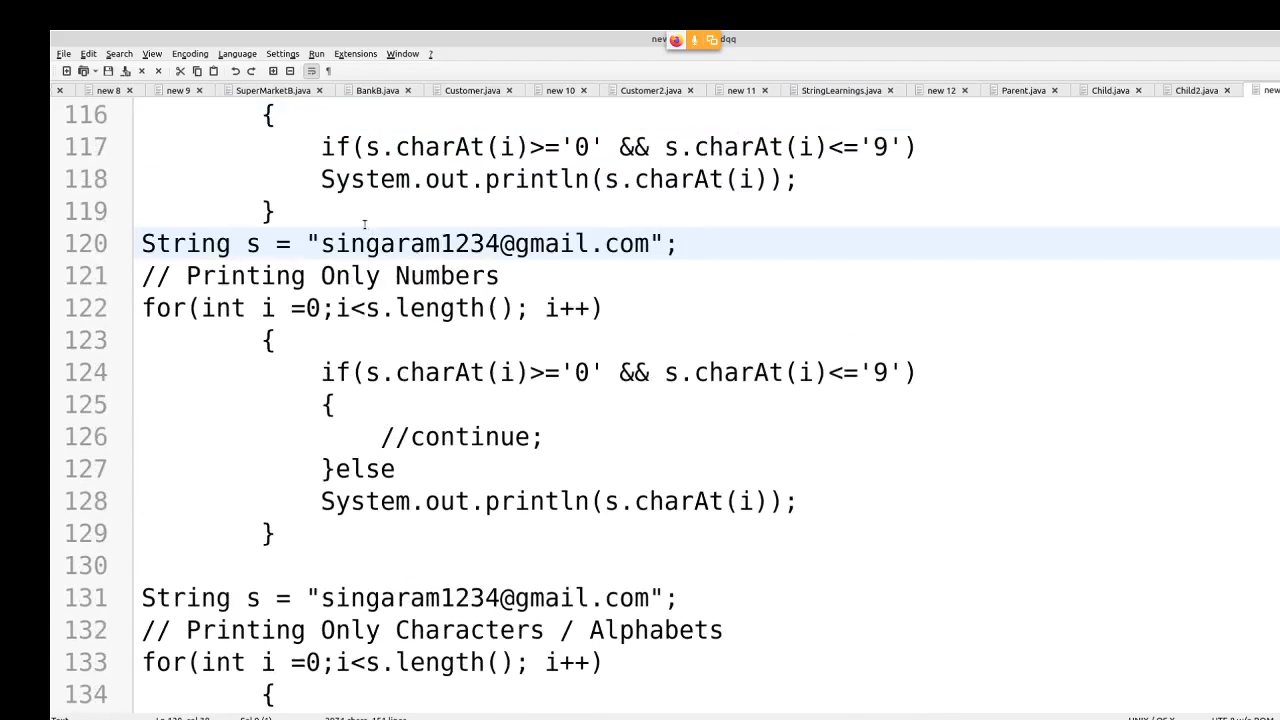 File Edit Search View Encoding Language Settings Run Extensions Window ?
new 8 new 9 SuperMarketB.java BankB.java Customer.java new 10 Customer2.java new 11 StringLearnings.java new 12 Parent.java Child.java Child2.java new
116 {
117 if(s.charAt(i)>='0' && s.charAt(i)<='9')
118 System.out.println(s.charAt(i));
119 }
120 String s = "singaram1234@gmail.com";
121 // Printing Only Numbers
122 for(int i =0;i<s.length(); i++)
123 {
124 if(s.charAt(i)>='0' && s.charAt(i)<='9')
125 {
126 //continue;
127 }else
128 System.out.println(s.charAt(i));
129 }
130
131 String s = "singaram1234@gmail.com";
132 // Printing Only Characters / Alphabets
133 for(int i =0;i<s.length(); i++)
134 {